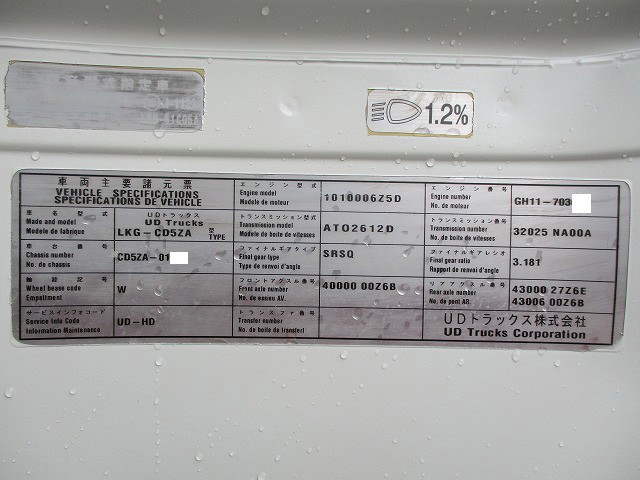 1.2%
車両主要諸元票
VEHICLE SPECIFICATIONS
SPECIFICATIONS DE VEHICLE
車名型式
Made and model
Modele de fabrique
UDトラックス
UD Trucks
LKG-CD5ZA 型 TYPE
車台番号
Chassis number
No. de chassis
CD5ZA-01
輪距記号
Wheel base code
Empattment
W
サービスインフォコード
Service Info Code
Information Maintenance
UD-HD
エンジン型式
Engine model
Modele de moteur
1010006Z5D
トランスミッション型式
Transmission model
Modele de boite de vitesses
ATO2612D
ファイナルギアタイプ
Final gear type
Type de renvoi d'angle
SRSQ
フロントアクスル番号
Front axle number
No. de essieu AV.
40000 00Z6B
トランスファ番号
Transfer number
No. de boite de transfert
エンジン番号
Engine number
No. de moteur
GH11-703
トランスミッション番号
Transmission number
No. de boite de vitesses
32025 NA00A
ファイナルギアレシオ
Final gear ratio
Rapport de renvoi d'angle
3.181
リアアクスル番号
Rear axle number
No. de pont AR.
43000 27Z6E
43006 00Z6B
UDトラックス株式会社
UD Trucks Corporation